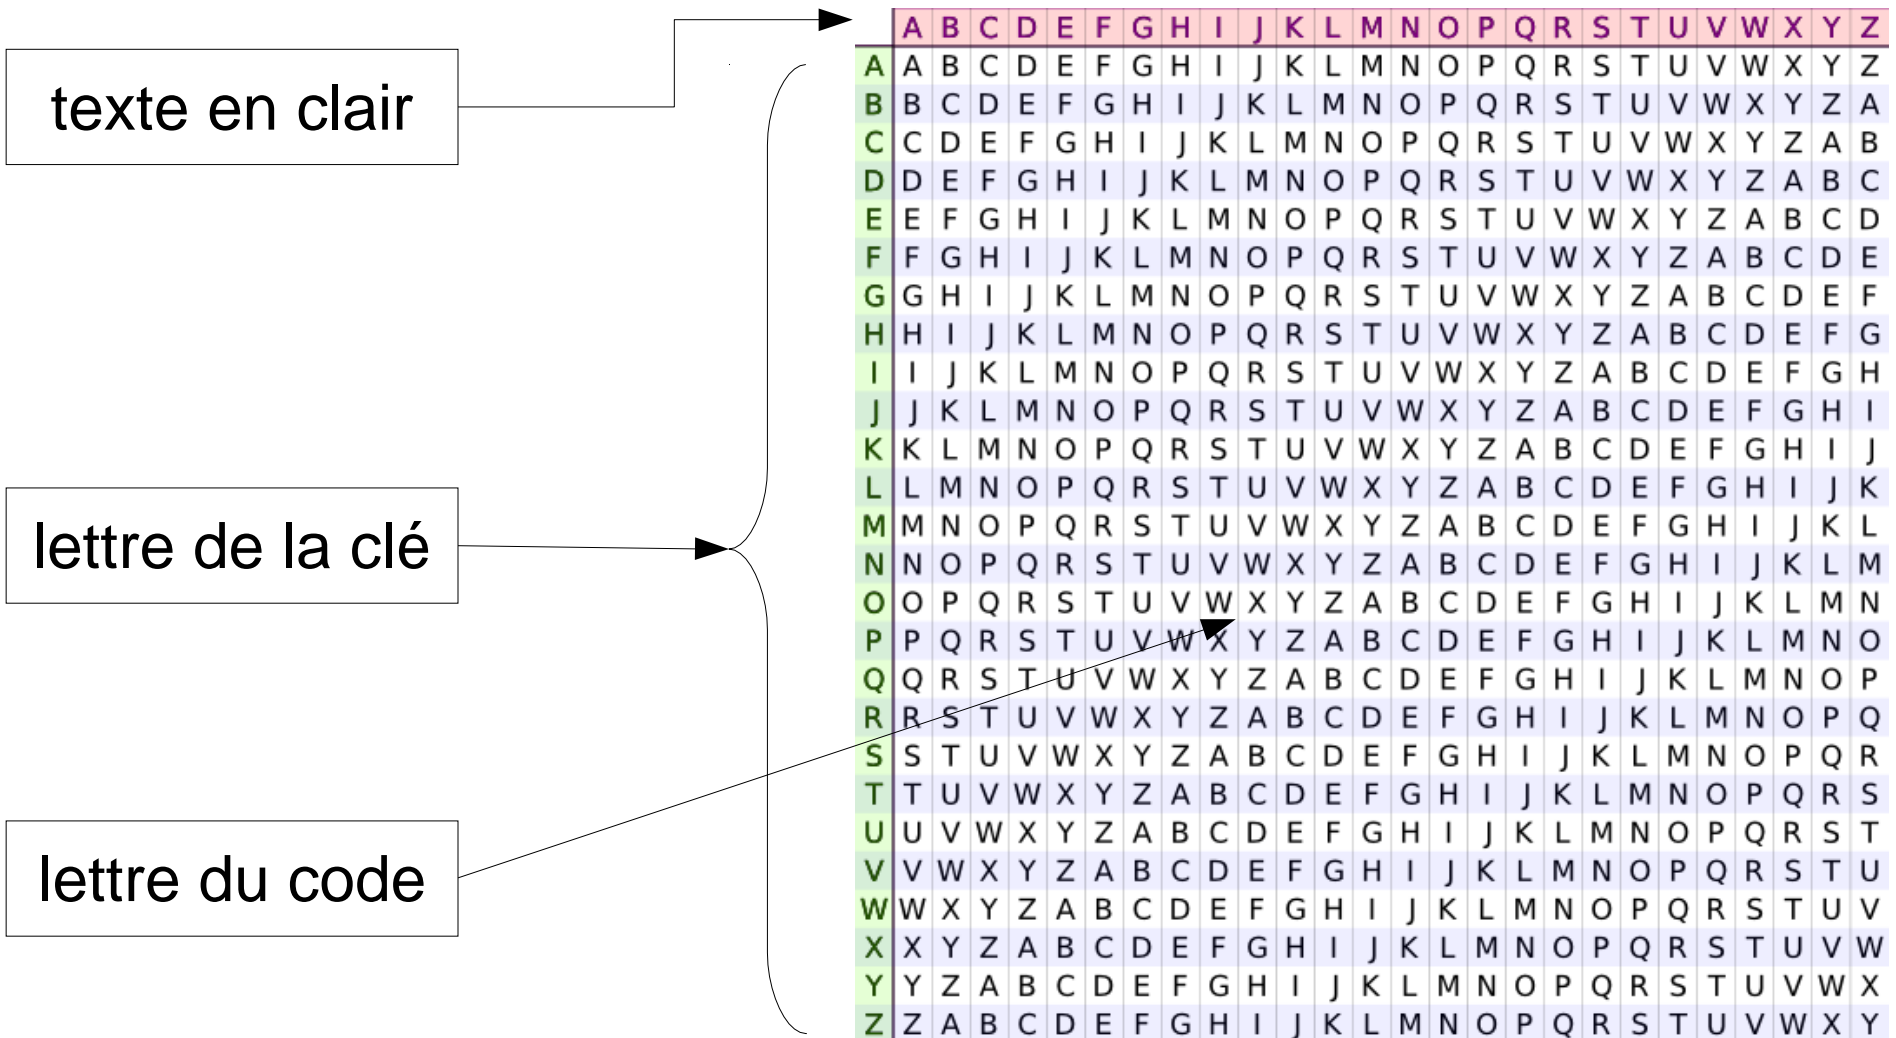 texte en clair
lettre de la clé
lettre du code
A B C D E F G H I J K L M N O P Q R S T U V W X Y Z
A A B C D E F G H I J K L M N O P Q R S T U V W X Y Z
B B C D E F G H I J K L M N O P Q R S T U V W X Y Z A
C C D E F G H I J K L M N O P Q R S T U V W X Y Z A B
D D E F G H I J K L M N O P Q R S T U V W X Y Z A B C
E E F G H I J K L M N O P Q R S T U V W X Y Z A B C D
F F G H I J K L M N O P Q R S T U V W X Y Z A B C D E
G G H I J K L M N O P Q R S T U V W X Y Z A B C D E F
H H I J K L M N O P Q R S T U V W X Y Z A B C D E F G
I I J K L M N O P Q R S T U V W X Y Z A B C D E F G H
J J K L M N O P Q R S T U V W X Y Z A B C D E F G H I
K K L M N O P Q R S T U V W X Y Z A B C D E F G H I J
L L M N O P Q R S T U V W X Y Z A B C D E F G H I J K
M M N O P Q R S T U V W X Y Z A B C D E F G H I J K L
N N O P Q R S T U V W X Y Z A B C D E F G H I J K L M
O O P Q R S T U V W X Y Z A B C D E F G H I J K L M N
P P Q R S T U V W X Y Z A B C D E F G H I J K L M N O
Q Q R S T U V W X Y Z A B C D E F G H I J K L M N O P
R R S T U V W X Y Z A B C D E F G H I J K L M N O P Q
S S T U V W X Y Z A B C D E F G H I J K L M N O P Q R
T T U V W X Y Z A B C D E F G H I J K L M N O P Q R S
U U V W X Y Z A B C D E F G H I J K L M N O P Q R S T
V V W X Y Z A B C D E F G H I J K L M N O P Q R S T U
W W X Y Z A B C D E F G H I J K L M N O P Q R S T U V
X X Y Z A B C D E F G H I J K L M N O P Q R S T U V W
Y Y Z A B C D E F G H I J K L M N O P Q R S T U V W X
Z Z A B C D E F G H I J K L M N O P Q R S T U V W X Y